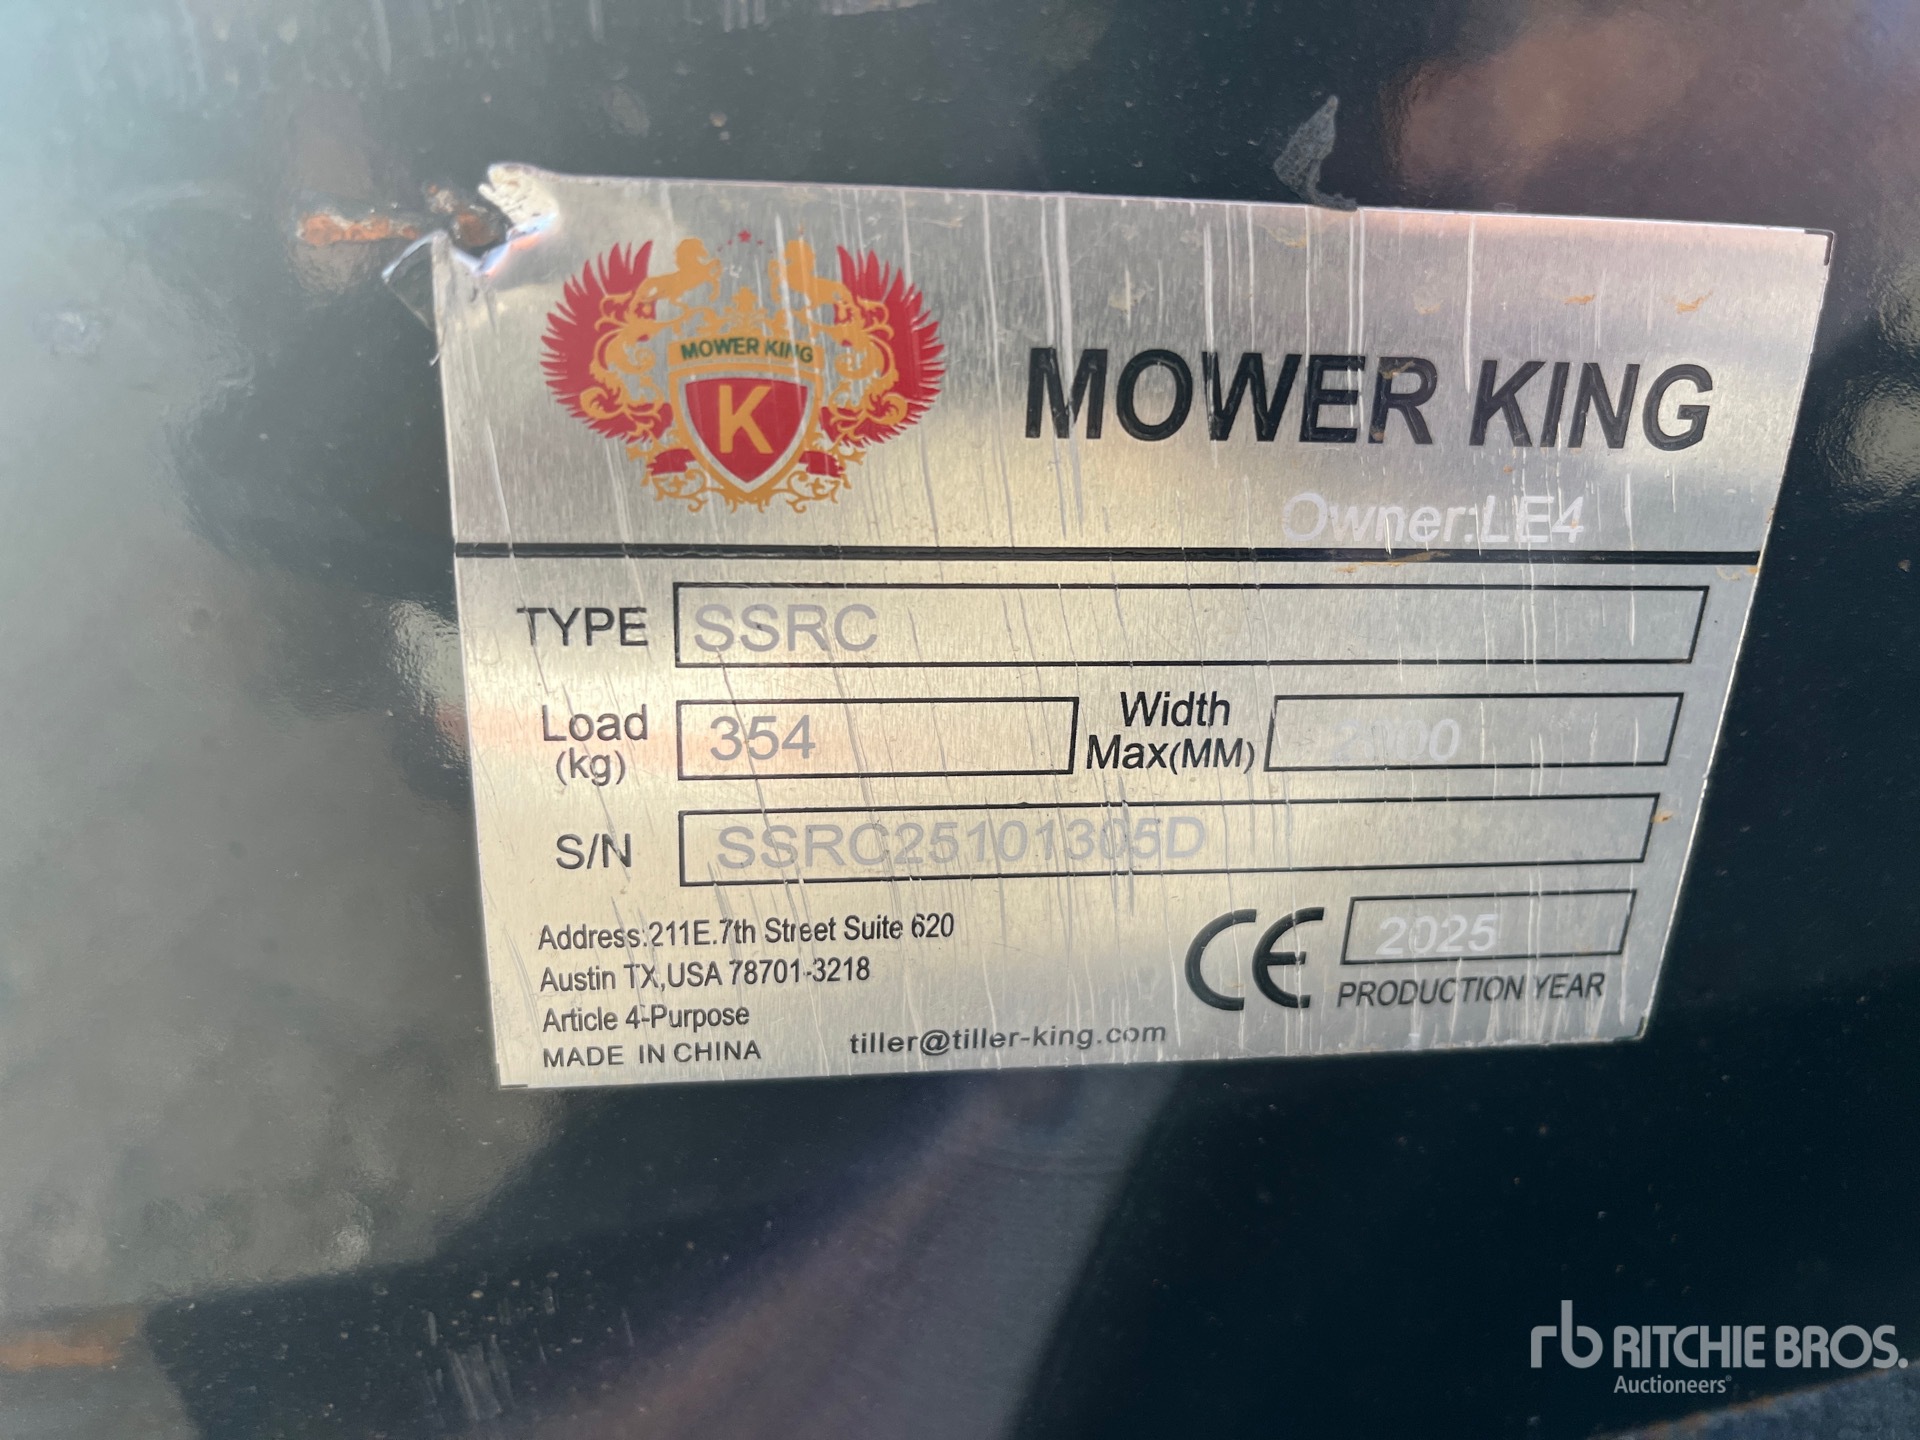 MOWER KING
K
MOWER KING
Owner:LE4
TYPE SSRC
Load (kg) 354 Width Max(MM) 2000
S/N SSRC25101305D
Address:211E.7th Street Suite 620
Austin TX,USA 78701-3218
Article 4-Purpose
MADE IN CHINA
tiller@tiller-king.com
CE 2025
PRODUCTION YEAR
rb RITCHIE BROS.
Auctioneers